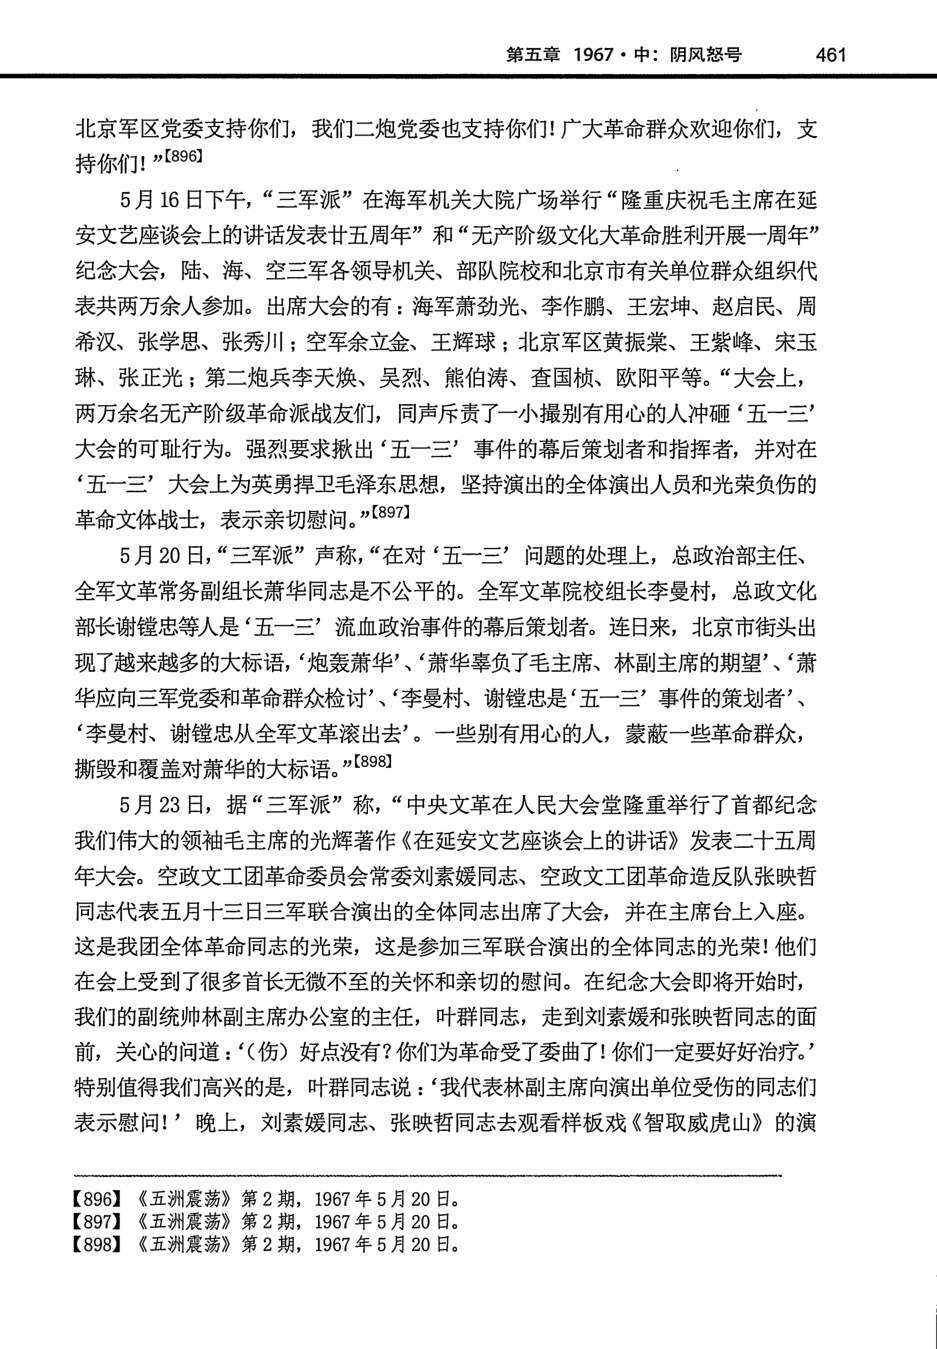 第五章 1967·中：阴风怒号 461
北京军区党委支持你们，我们二炮党委也支持你们！广大革命群众欢迎你们，支
持你们！”【896】
5月16日下午，“三军派”在海军机关大院广场举行“隆重庆祝毛主席在延
安文艺座谈会上的讲话发表廿五周年”和“无产阶级文化大革命胜利开展一周年”
纪念大会，陆、海、空三军各领导机关、部队院校和北京市有关单位群众组织代
表共两万余人参加。出席大会的有：海军萧劲光、李作鹏、王宏坤、赵启民、周
希汉、张学思、张秀川；空军余立金、王辉球；北京军区黄振棠、王紫峰、宋玉
琳、张正光；第二炮兵李天焕、吴烈、熊伯涛、查国桢、欧阳平等。“大会上，
两万余名无产阶级革命派战友们，同声斥责了一小撮别有用心的人冲砸‘五一三’
大会的可耻行为。强烈要求揪出‘五一三’事件的幕后策划者和指挥者，并对在
‘五一三’大会上为英勇捍卫毛泽东思想，坚持演出的全体演出人员和光荣负伤的
革命文体战士，表示亲切慰问。”【897】
5月20日，“三军派”声称，“在对‘五一三’问题的处理上，总政治部主任、
全军文革常务副组长萧华同志是不公平的。全军文革院校组长李曼村，总政文化
部长谢镗忠等人是‘五一三’流血政治事件的幕后策划者。连日来，北京市街头出
现了越来越多的大标语，‘炮轰萧华’、‘萧华辜负了毛主席、林副主席的期望’、‘萧
华应向三军党委和革命群众检讨’、‘李曼村、谢镗忠是‘五一三’事件的策划者’、
‘李曼村、谢镗忠从全军文革滚出去’。一些别有用心的人，蒙蔽一些革命群众，
撕毁和覆盖对萧华的大标语。”【898】
5月23日，据“三军派”称，“中央文革在人民大会堂隆重举行了首都纪念
我们伟大的领袖毛主席的光辉著作《在延安文艺座谈会上的讲话》发表二十五周
年大会。空政文工团革命委员会常委刘素媛同志、空政文工团革命造反队张映哲
同志代表五月十三日三军联合演出的全体同志出席了大会，并在主席台上入座。
这是我团全体革命同志的光荣，这是参加三军联合演出的全体同志的光荣！他们
在会上受到了很多首长无微不至的关怀和亲切的慰问。在纪念大会即将开始时，
我们的副统帅林副主席办公室的主任，叶群同志，走到刘素媛和张映哲同志的面
前，关心的问道：‘（伤）好点没有？你们为革命受了委曲了！你们一定要好好治疗。’
特别值得我们高兴的是，叶群同志说：‘我代表林副主席向演出单位受伤的同志们
表示慰问！’晚上，刘素媛同志、张映哲同志去观看样板戏《智取威虎山》的演
【896】《五洲震荡》第2期，1967年5月20日。
【897】《五洲震荡》第2期，1967年5月20日。
【898】《五洲震荡》第2期，1967年5月20日。